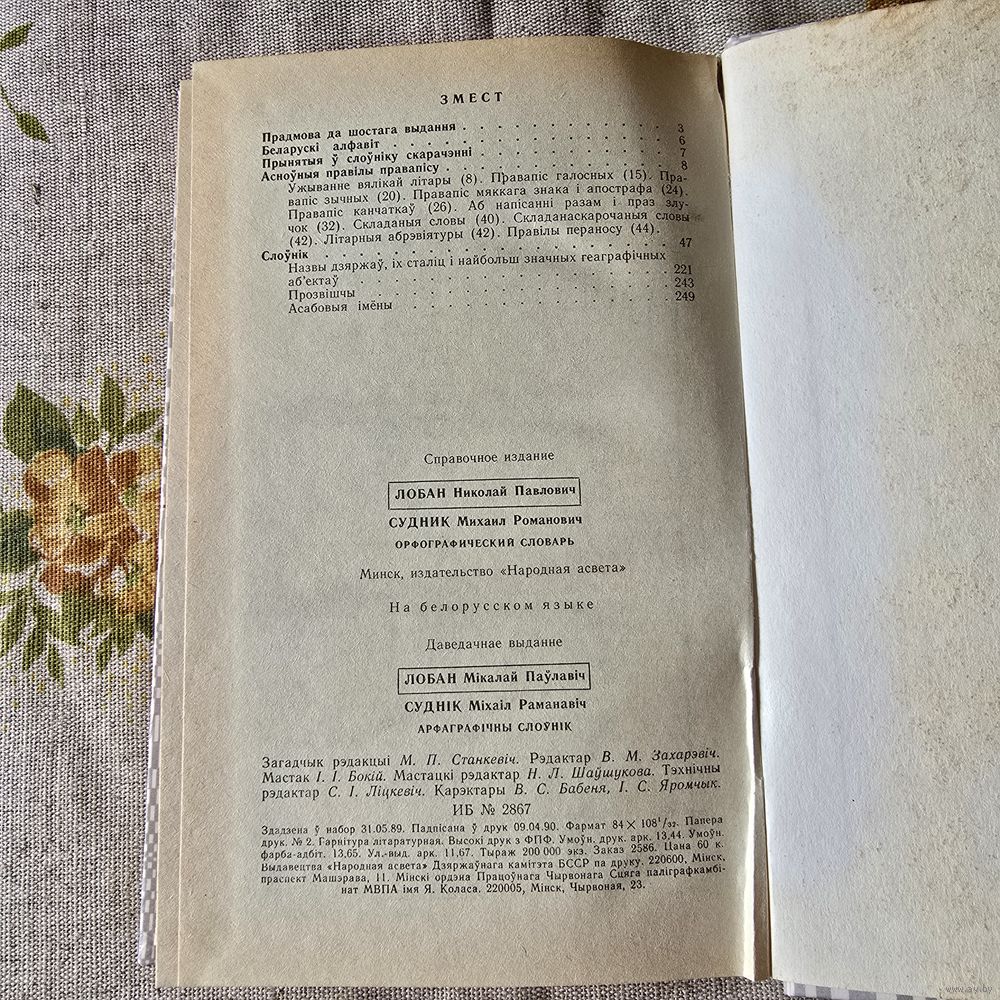 ЗМЕСТ
Прадмова да шостага выдання . . . . . . . . . . . . 3
Беларускі алфавіт . . . . . . . . . . . . . . . 6
Прынятыя ў слоўніку скарачэнні . . . . . . . . . . . 7
Асноўныя правілы правапісу . . . . . . . . . . . . 8
Ужыванне вялікай літары (8). Правапіс галосных (15). Пра-
вапіс зычных (20). Правапіс мяккага знака і апострафа (24).
Правапіс канчаткаў (26). Аб напісанні разам і праз злу-
чок (32). Складаныя словы (40). Складанаскарочаныя словы
(42). Літарныя абрэвіятуры (42). Правілы пераносу (44).
Слоўнік . . . . . . . . . . . . . . . . . . 47
Назвы дзяржаў, іх сталіц і найбольш значных геаграфічных
аб'ектаў . . . . . . . . . . . . . . . . . 221
Прозвішчы . . . . . . . . . . . . . . . . 243
Асабовыя імёны . . . . . . . . . . . . . . 249
Справочное издание
ЛОБАН Николай Павлович
СУДНИК Михаил Романович
ОРФОГРАФИЧЕСКИЙ СЛОВАРЬ
Минск, издательство «Народная асвета»
На белорусском языке
Даведачнае выданне
ЛОБАН Мікалай Паўлавіч
СУДНІК Міхаіл Раманавіч
АРФАГРАФІЧНЫ СЛОЎНІК
Загадчык рэдакцыі М. П. Станкевіч. Рэдактар В. М. Захарэвіч.
Мастак І. І. Бокій. Мастацкі рэдактар Н. Л. Шаўшукова. Тэхнічны
рэдактар С. І. Ліцкевіч. Карэктары В. С. Бабеня, І. С. Яромчык.
ИБ № 2867
Здадзена ў набор 31.05.89. Падпісана ў друк 09.04.90. Фармат 84×108¹/₃₂. Папера
друк. № 2. Гарнітура літаратурная. Высокі друк з ФПФ. Умоўн. друк. арк. 13,44. Умоўн.
фарба-адбіт. 13,65. Ул.-выд. арк. 11,67. Тыраж 200 000 экз. Заказ 2586. Цана 60 к.
Выдавецтва «Народная асвета» Дзяржаўнага камітэта БССР па друку. 220600, Мінск,
праспект Машэрава, 11. Мінскі ордэна Працоўнага Чырвонага Сцяга паліграфкамбі-
нат МВПА імя Я. Коласа. 220005, Мінск, Чырвоная, 23.
www.ay.by